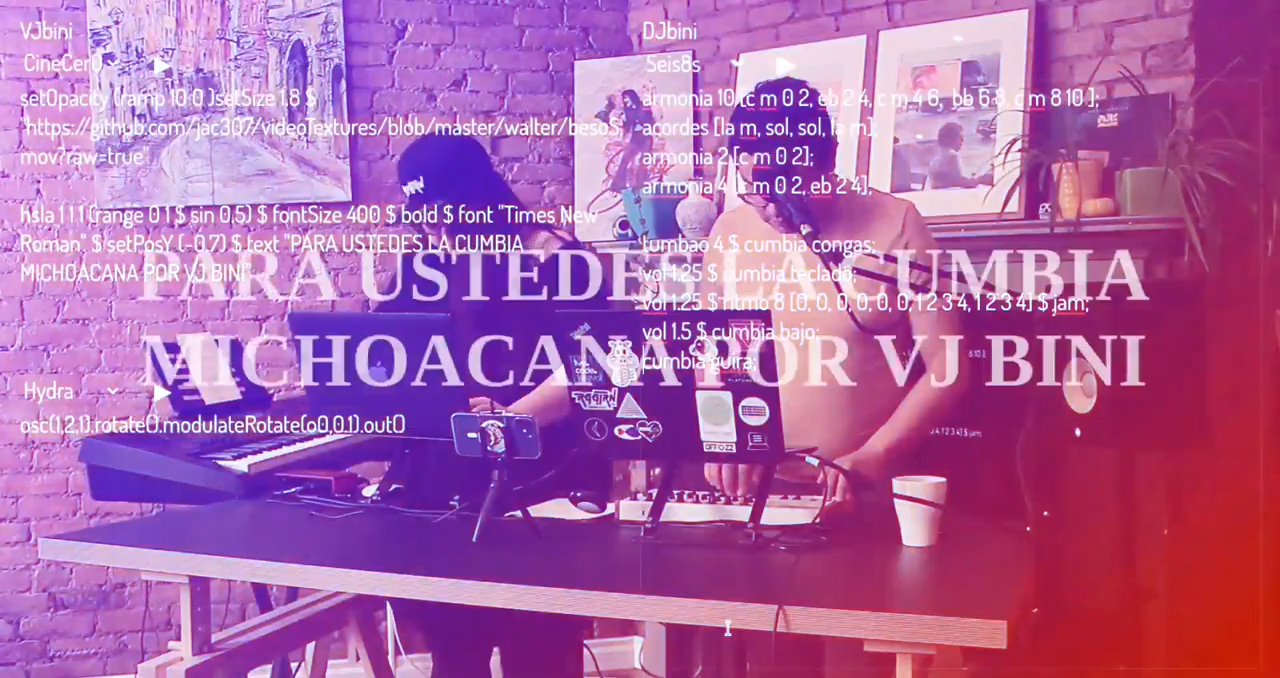 VJbini
CineCer0
setOpacity (ramp 10 0 )setSize 1.8 $
"https://github.com/jac307/videoTextures/blob/master/walter/beso5.
mov?raw=true"
hsla 1 1 1 (range 0 1 $ sin 0.5) $ fontSize 400 $ bold $ font "Times New
Roman" $ setPosY (-0.7) $ text "PARA USTEDES LA CUMBIA
MICHOACANA POR VJ BINI"
Hydra
osc(1,2,1).rotate().modulateRotate(o0,0.1).out()
DJbini
Seis8s
armonia 10 [c m 0 2, eb 2 4, c m 4 6, bb 6 8, c m 8 10 ];
acordes [la m, sol, sol, la m];
armonia 2 [c m 0 2];
armonia 4 [c m 0 2, eb 2 4];
tumbao 4 $ cumbia congas;
vol 1.25 $ cumbia teclado;
vol 1.25 $ ritmo 8 [0, 0, 0, 0, 0, 0, 1 2 3 4, 1 2 3 4] $ jam;
vol 1.5 $ cumbia bajo;
cumbia guira;
PARA USTEDES LA CUMBIA
MICHOACANA POR VJ BINI